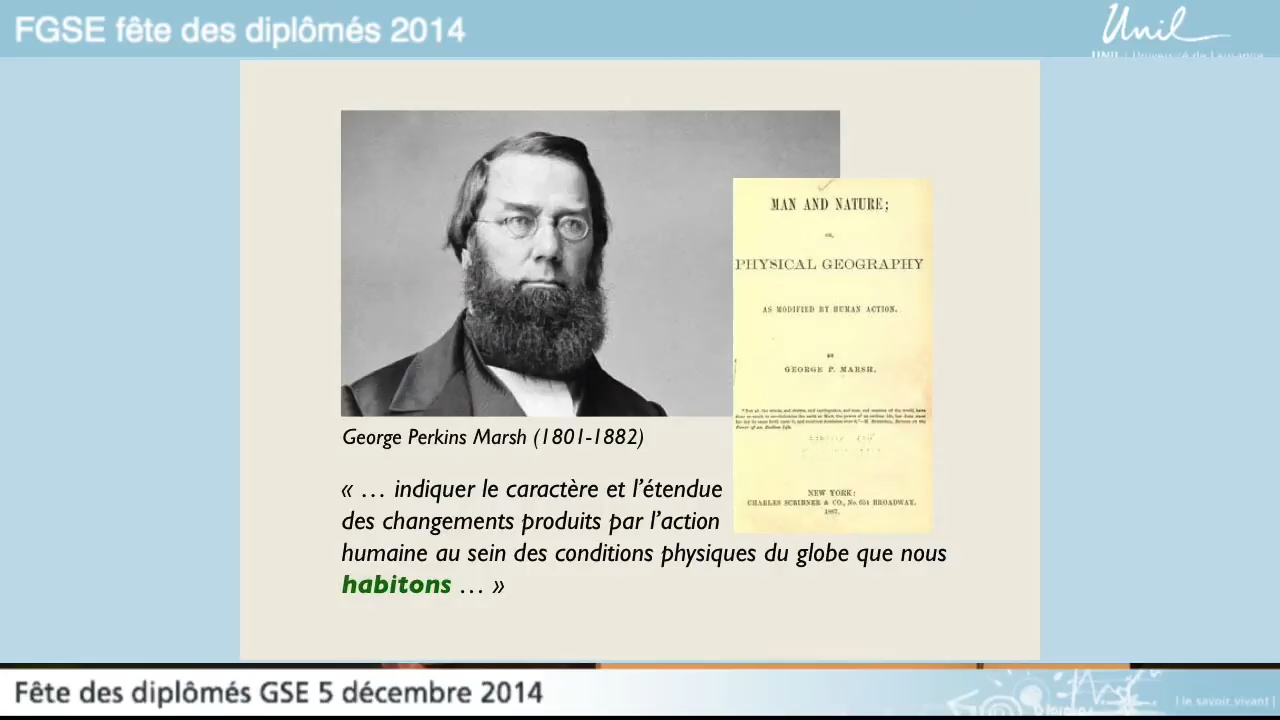 FGSE fête des diplômés 2014
Unil
UNIL | Université de Lausanne
MAN AND NATURE;
OR,
PHYSICAL GEOGRAPHY
AS MODIFIED BY HUMAN ACTION.
BY
GEORGE P. MARSH.
NEW YORK:
CHARLES SCRIBNER & CO., No. 654 BROADWAY.
1867.
George Perkins Marsh (1801-1882)
« … indiquer le caractère et l’étendue
des changements produits par l’action
humaine au sein des conditions physiques du globe que nous
habitons … »
Fête des diplômés GSE 5 décembre 2014
| le savoir vivant |